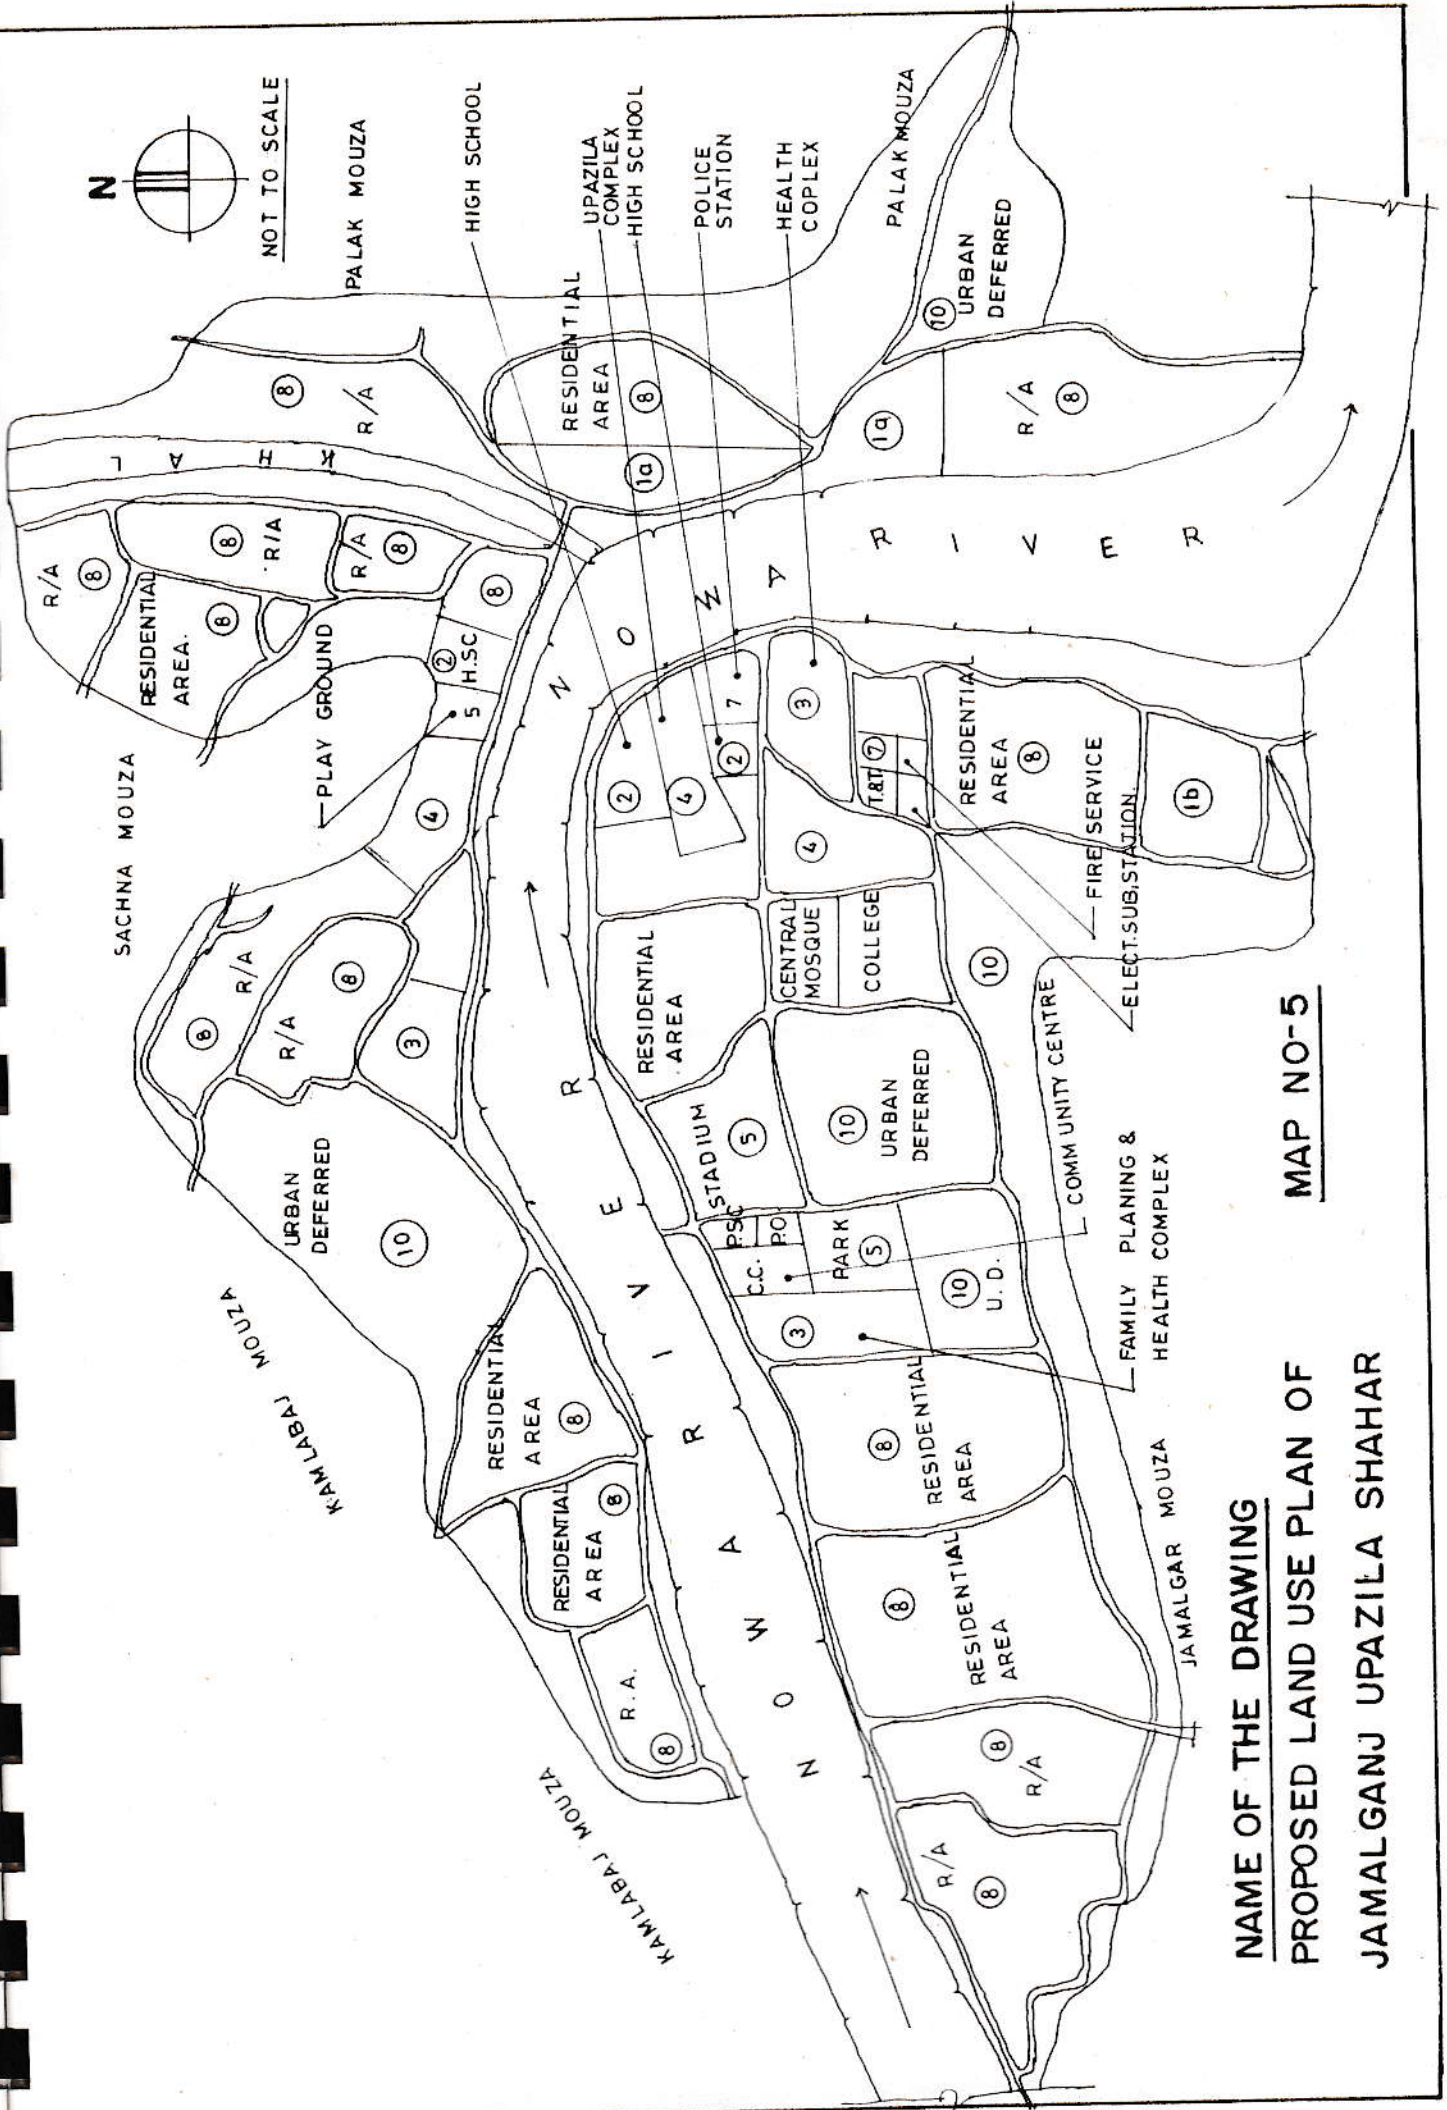 N
NOT TO SCALE
PALAK MOUZA
HIGH SCHOOL
UPAZILA
COMPLEX
HIGH SCHOOL
POLICE
STATION
HEALTH
COPLEX
PALAK MOUZA
10
URBAN
DEFERRED
8
R/A
RESIDENTIAL
AREA
8
1a
1a
R/A
8
KHAL
R/A
8
8
R/A
R/A
8
RESIDENTIAL
AREA.
8
8
2
H.S.C
5
PLAY GROUND
4
SACHNA MOUZA
R/A
8
R/A
8
3
URBAN
DEFERRED
10
KAMLABAJ MOUZA
RESIDENTIAL
AREA
8
RESIDENTIAL
AREA
8
R.A.
8
KAMLABAJ MOUZA
NOWA RIVER
NOWA RIVER
2
4
2
7
3
4
T.&T.
7
RESIDENTIAL
AREA
8
1b
FIRE SERVICE
ELECT.SUB.STATION
RESIDENTIAL
AREA
CENTRAL
MOSQUE
COLLEGE
10
STADIUM
5
10
URBAN
DEFERRED
P.S.C
P.O
C.C.
PARK
5
3
10
U.D.
COMMUNITY CENTRE
FAMILY PLANING &
HEALTH COMPLEX
8
RESIDENTIAL
AREA
8
RESIDENTIAL
AREA
8
R/A
R/A
8
JAMALGAR MOUZA
MAP NO-5
NAME OF THE DRAWING
PROPOSED LAND USE PLAN OF
JAMALGANJ UPAZILA SHAHAR